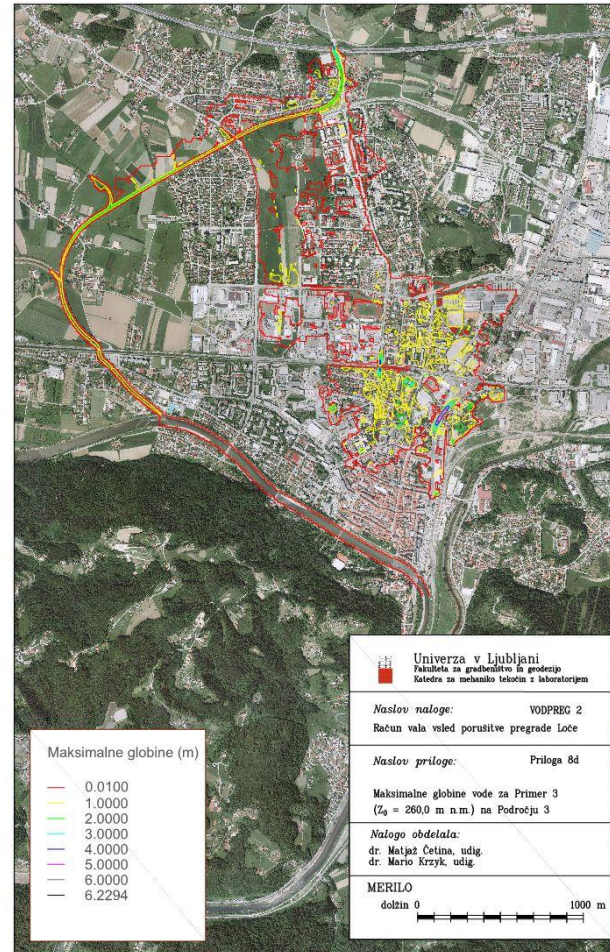 Maksimalne globine (m)
0.0100
1.0000
2.0000
3.0000
4.0000
5.0000
6.0000
6.2294
Univerza v Ljubljani
Fakulteta za gradbeništvo in geodezijo
Katedra za mehaniko tekočin z laboratorijem
Naslov naloge: VODPREG 2
Račun vala vsled porušitve pregrade Loče
Naslov priloge: Priloga 8d
Maksimalne globine vode za Primer 3
(Z₀ = 260,0 m n.m.) na Področju 3
Nalogo obdelala:
dr. Matjaž Četina, udig.
dr. Mario Krzyk, udig.
MERILO
dolžin 0 1000 m